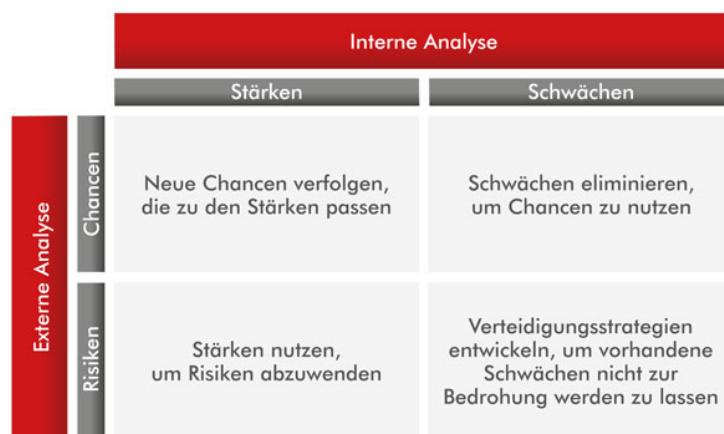 Interne Analyse
Stärken
Schwächen
Externe Analyse
Chancen
Neue Chancen verfolgen,
die zu den Stärken passen
Schwächen eliminieren,
um Chancen zu nutzen
Risiken
Stärken nutzen,
um Risiken abzuwenden
Verteidigungsstrategien
entwickeln, um vorhandene
Schwächen nicht zur
Bedrohung werden zu lassen